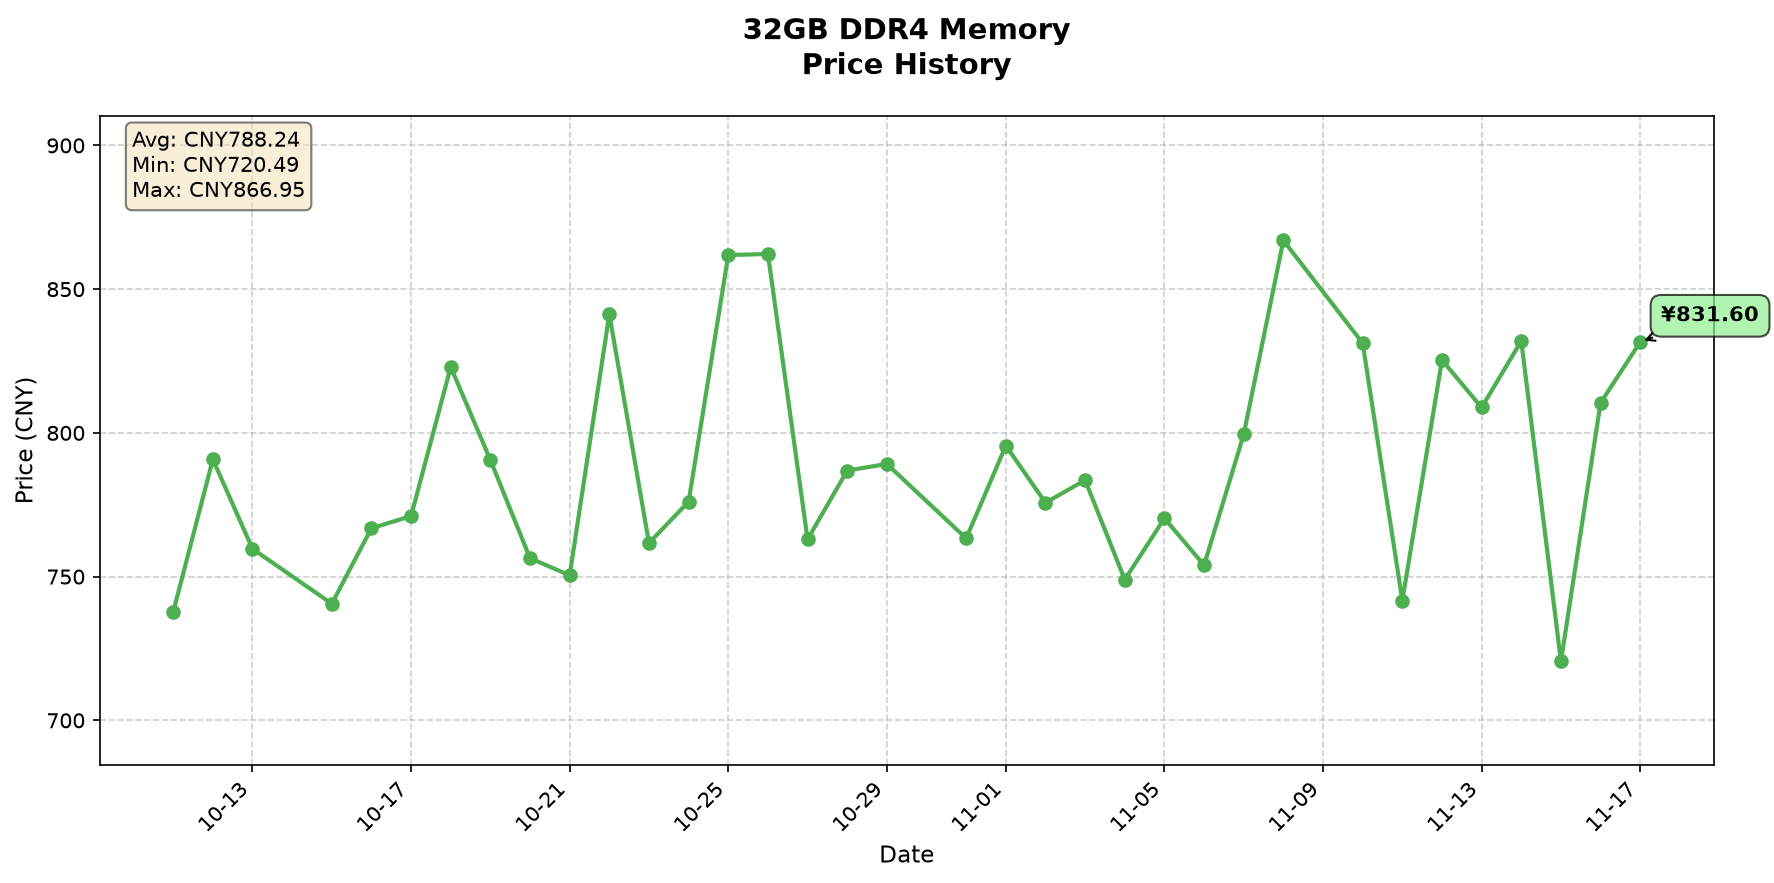 32GB DDR4 Memory
Price History
Avg: CNY788.24
Min: CNY720.49
Max: CNY866.95
¥831.60
Price (CNY)
900
850
800
750
700
10-13
10-17
10-21
10-25
10-29
11-01
11-05
11-09
11-13
11-17
Date